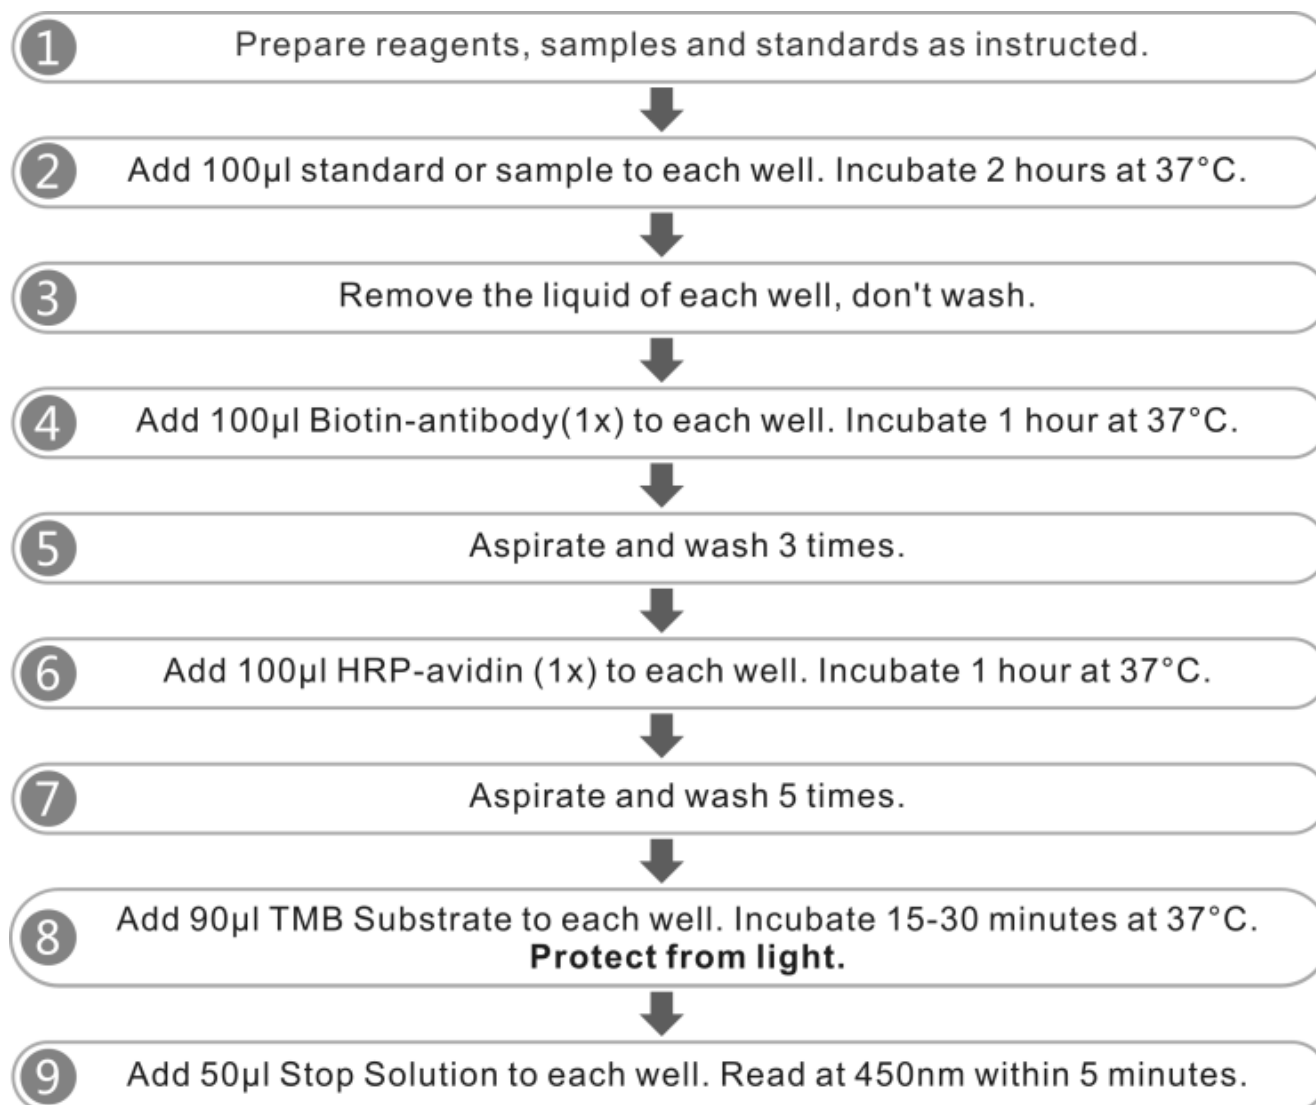 1 Prepare reagents, samples and standards as instructed.
2 Add 100µl standard or sample to each well. Incubate 2 hours at 37°C.
3 Remove the liquid of each well, don't wash.
4 Add 100µl Biotin-antibody(1x) to each well. Incubate 1 hour at 37°C.
5 Aspirate and wash 3 times.
6 Add 100µl HRP-avidin (1x) to each well. Incubate 1 hour at 37°C.
7 Aspirate and wash 5 times.
8 Add 90µl TMB Substrate to each well. Incubate 15-30 minutes at 37°C.
Protect from light.
9 Add 50µl Stop Solution to each well. Read at 450nm within 5 minutes.